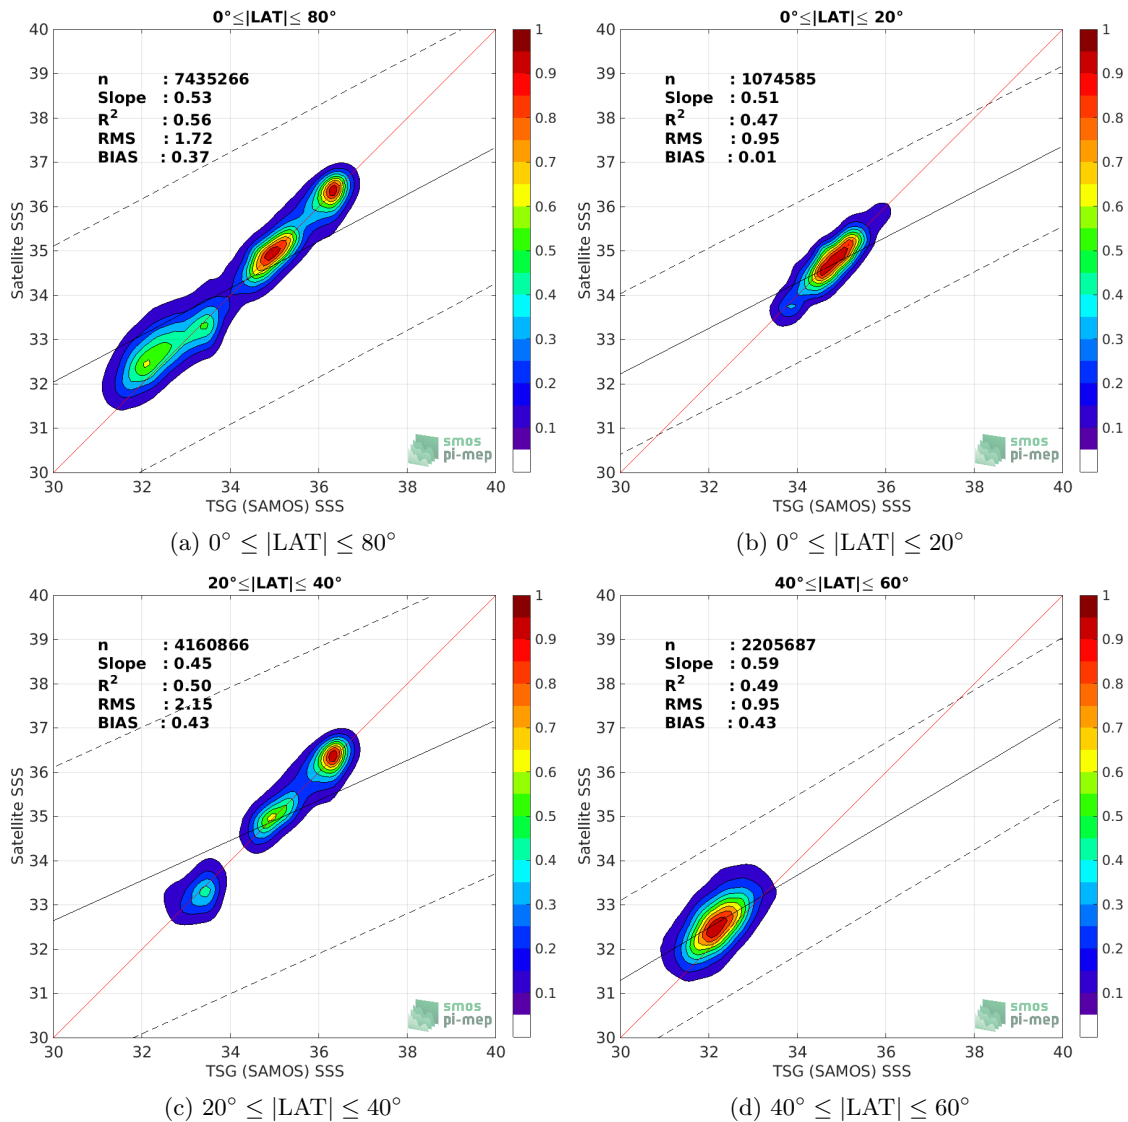 0°≤|LAT|≤ 80°
n : 7435266
Slope : 0.53
R² : 0.56
RMS : 1.72
BIAS : 0.37
Satellite SSS
40
39
38
37
36
35
34
33
32
31
30
30 32 34 36 38 40
TSG (SAMOS) SSS
1
0.9
0.8
0.7
0.6
0.5
0.4
0.3
0.2
0.1
smos
pi-mep
(a) 0° ≤ |LAT| ≤ 80°
0°≤|LAT|≤ 20°
n : 1074585
Slope : 0.51
R² : 0.47
RMS : 0.95
BIAS : 0.01
Satellite SSS
40
39
38
37
36
35
34
33
32
31
30
30 32 34 36 38 40
TSG (SAMOS) SSS
1
0.9
0.8
0.7
0.6
0.5
0.4
0.3
0.2
0.1
smos
pi-mep
(b) 0° ≤ |LAT| ≤ 20°
20°≤|LAT|≤ 40°
n : 4160866
Slope : 0.45
R² : 0.50
RMS : 2.15
BIAS : 0.43
Satellite SSS
40
39
38
37
36
35
34
33
32
31
30
30 32 34 36 38 40
TSG (SAMOS) SSS
1
0.9
0.8
0.7
0.6
0.5
0.4
0.3
0.2
0.1
smos
pi-mep
(c) 20° ≤ |LAT| ≤ 40°
40°≤|LAT|≤ 60°
n : 2205687
Slope : 0.59
R² : 0.49
RMS : 0.95
BIAS : 0.43
Satellite SSS
40
39
38
37
36
35
34
33
32
31
30
30 32 34 36 38 40
TSG (SAMOS) SSS
1
0.9
0.8
0.7
0.6
0.5
0.4
0.3
0.2
0.1
smos
pi-mep
(d) 40° ≤ |LAT| ≤ 60°